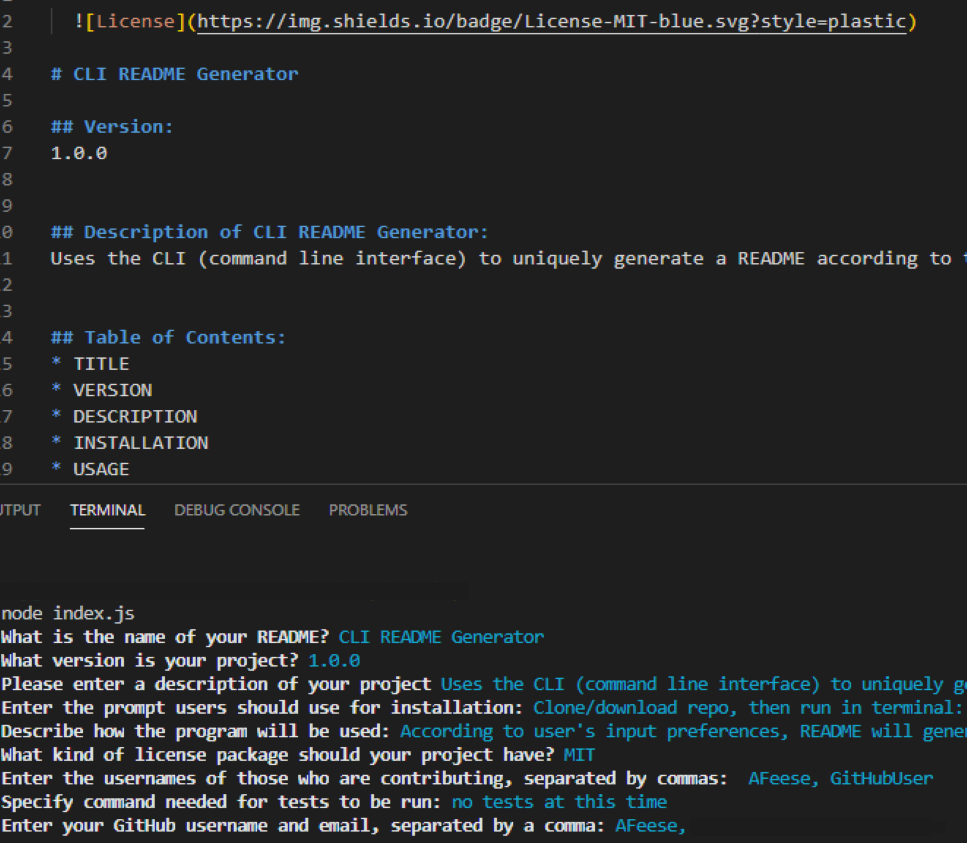 2 ![License](https://img.shields.io/badge/License-MIT-blue.svg?style=plastic)
3
4 # CLI README Generator
5
6 ## Version:
7 1.0.0
8
9
0 ## Description of CLI README Generator:
1 Uses the CLI (command line interface) to uniquely generate a README according to
2
3
4 ## Table of Contents:
5 * TITLE
6 * VERSION
7 * DESCRIPTION
8 * INSTALLATION
9 * USAGE
UTPUT TERMINAL DEBUG CONSOLE PROBLEMS
node index.js
What is the name of your README? CLI README Generator
What version is your project? 1.0.0
Please enter a description of your project Uses the CLI (command line interface) to uniquely ge
Enter the prompt users should use for installation: Clone/download repo, then run in terminal:
Describe how the program will be used: According to user's input preferences, README will gener
What kind of license package should your project have? MIT
Enter the usernames of those who are contributing, separated by commas: AFeese, GitHubUser
Specify command needed for tests to be run: no tests at this time
Enter your GitHub username and email, separated by a comma: AFeese,